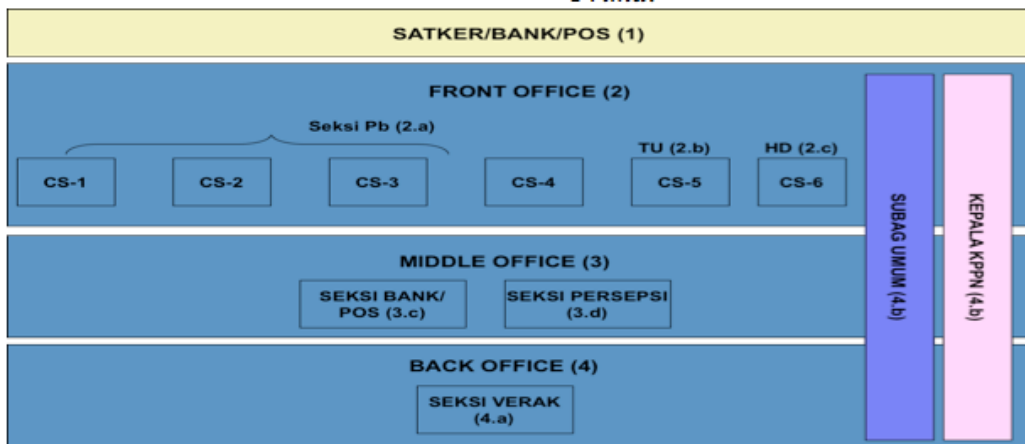 SATKER/BANK/POS (1)
FRONT OFFICE (2)
Seksi Pb (2.a)
TU (2.b)
HD (2.c)
CS-1
CS-2
CS-3
CS-4
CS-5
CS-6
MIDDLE OFFICE (3)
SEKSI BANK/
POS (3.c)
SEKSI PERSEPSI
(3.d)
BACK OFFICE (4)
SEKSI VERAK
(4.a)
SUBAG UMUM (4.b)
KEPALA KPPN (4.b)